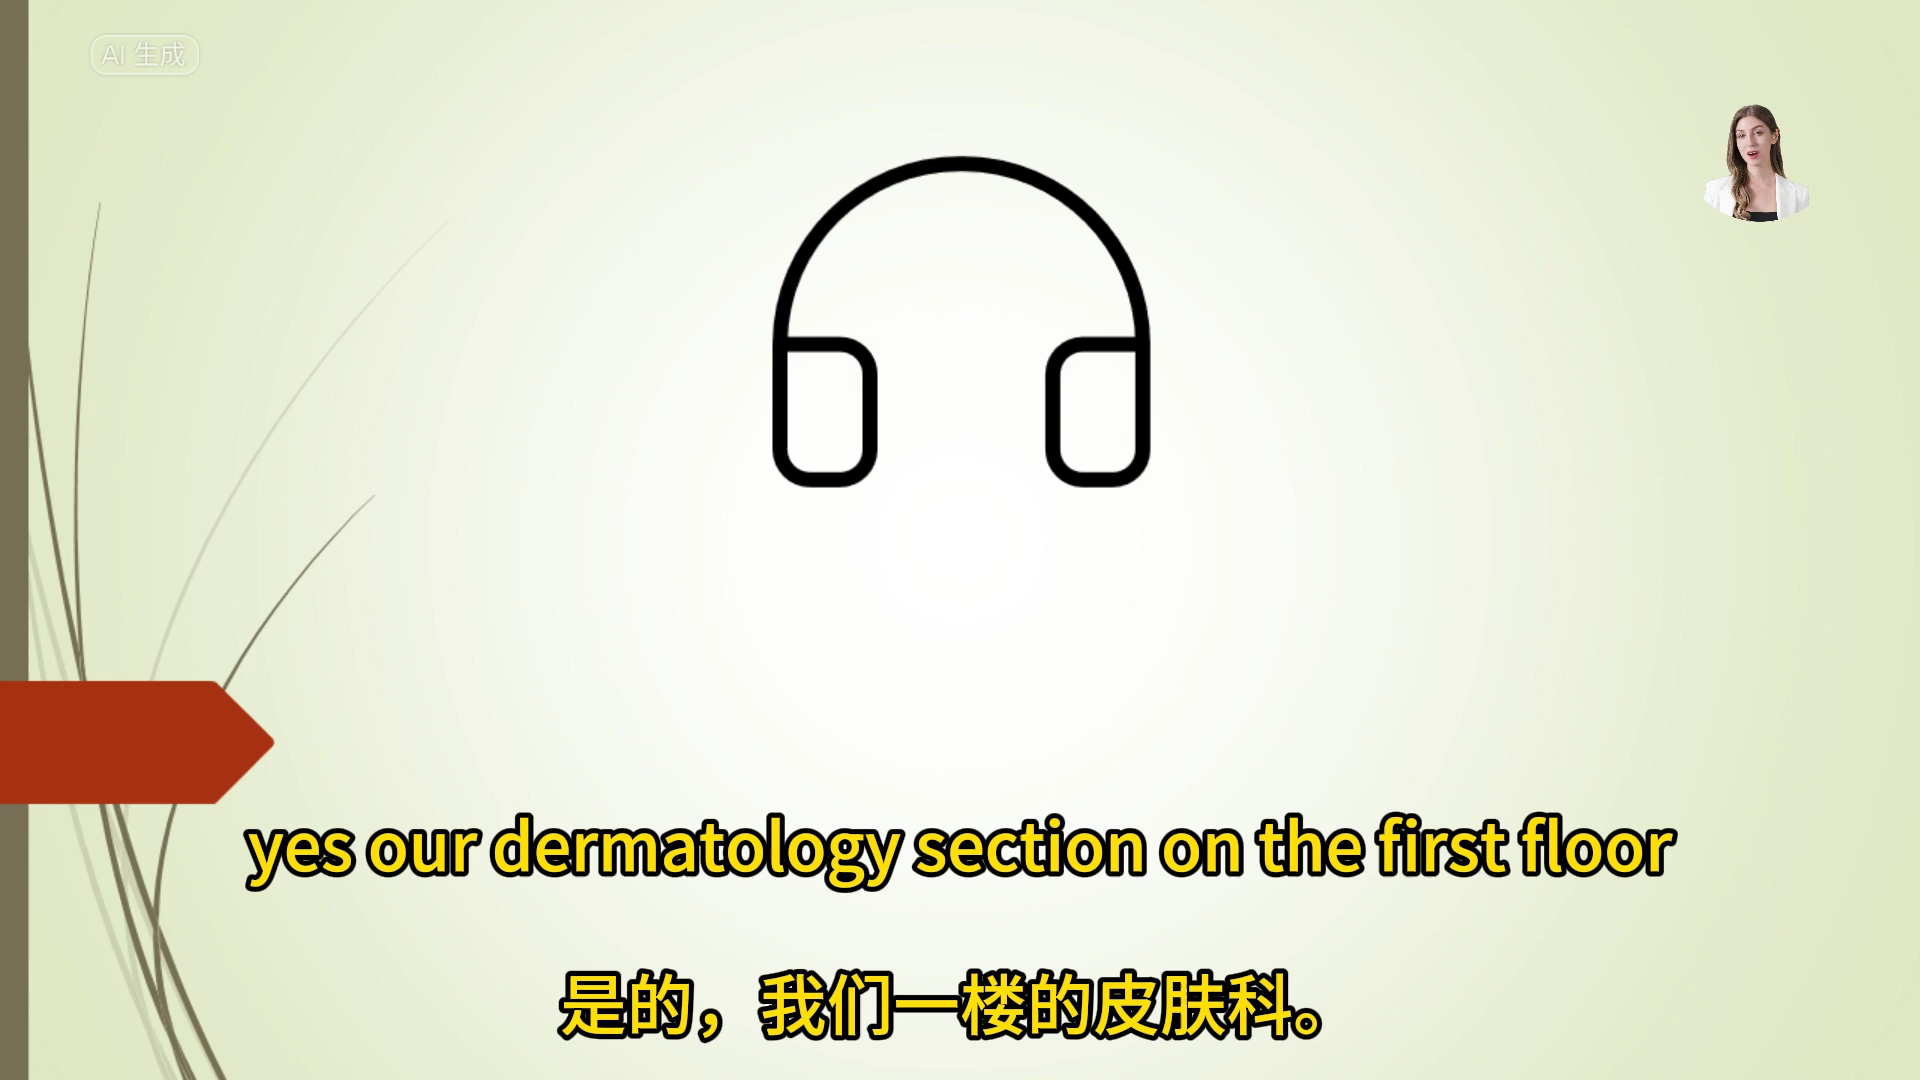 AI 生成
yes our dermatology section on the first floor
是的，我们一楼的皮肤科。